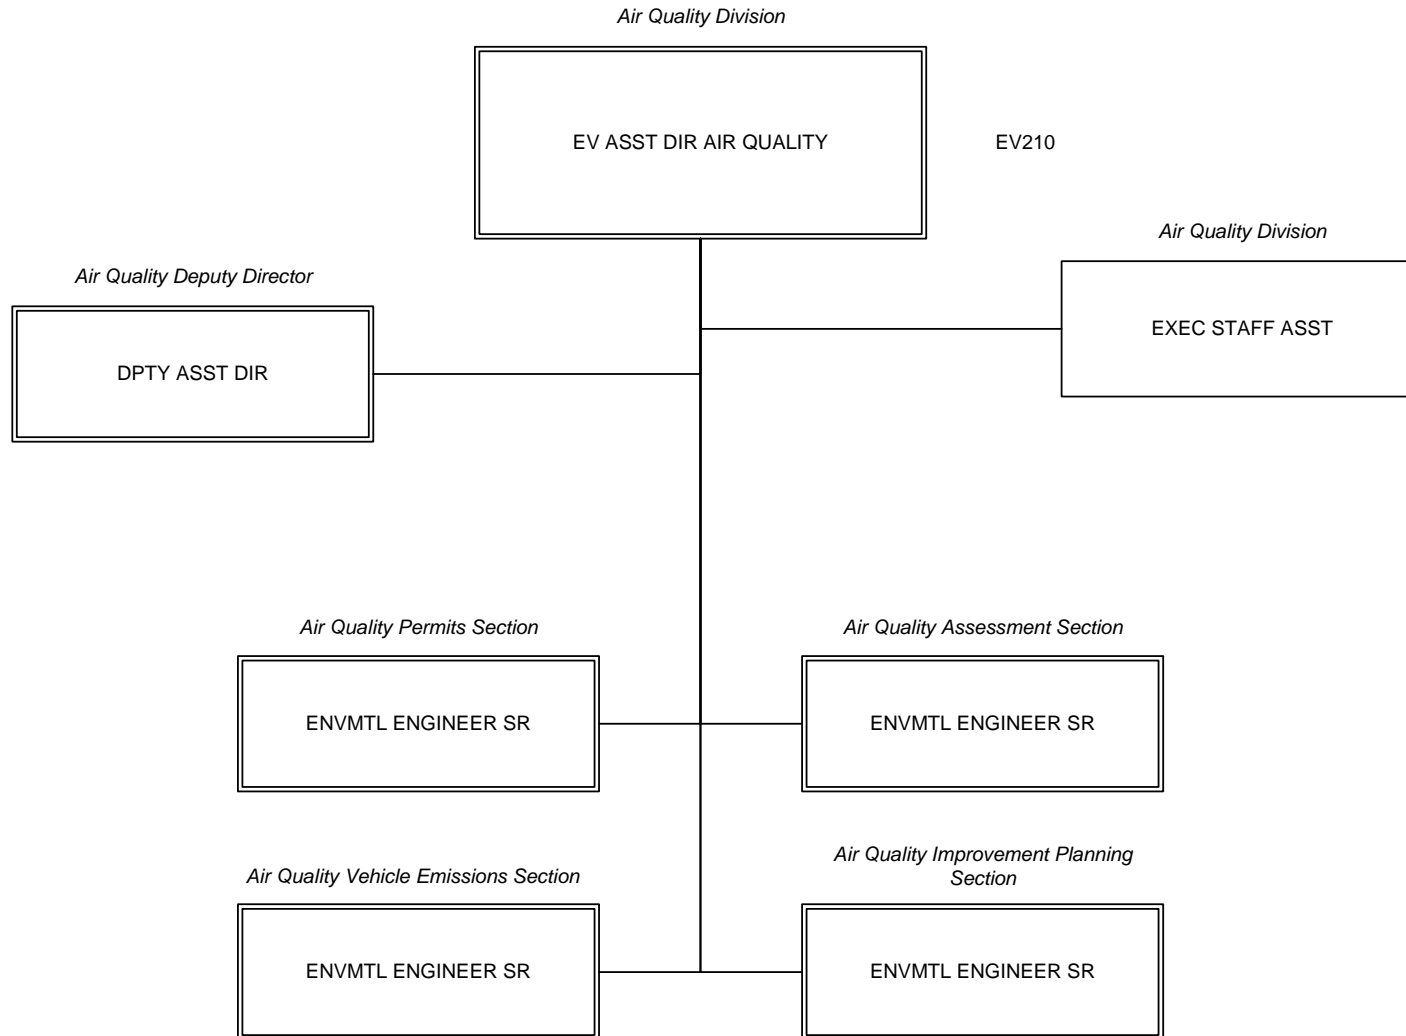 Air Quality Division
EV ASST DIR AIR QUALITY
EV210
Air Quality Division
EXEC STAFF ASST
Air Quality Deputy Director
DPTY ASST DIR
Air Quality Permits Section
ENVMTL ENGINEER SR
Air Quality Assessment Section
ENVMTL ENGINEER SR
Air Quality Vehicle Emissions Section
ENVMTL ENGINEER SR
Air Quality Improvement Planning
Section
ENVMTL ENGINEER SR